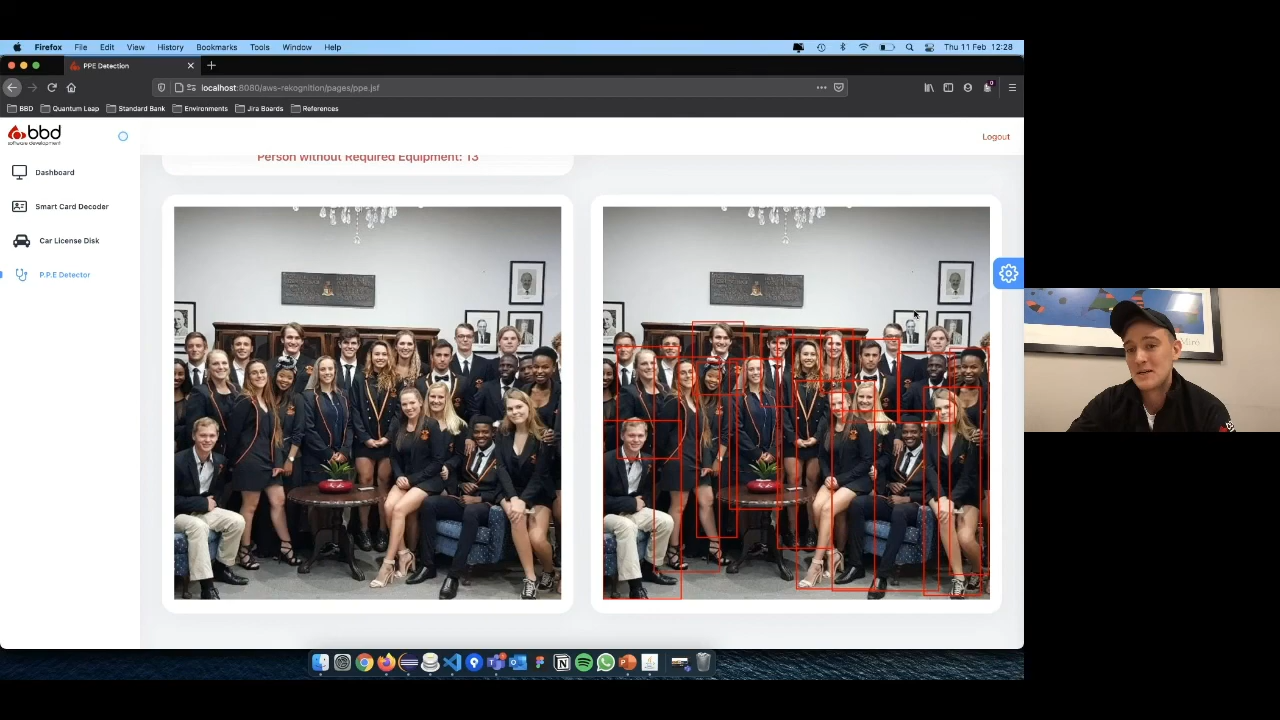 Firefox File Edit View History Bookmarks Tools Window Help Thu 11 Feb 12:28
PPE Detection
localhost:8080/aws-rekognition/pages/ppe.jsf
BBD Quantum Leap Standard Bank Environments Jira Boards References
bbd
software development
Logout
Person without Required Equipment: 13
Dashboard
Smart Card Decoder
Car License Disk
P.P.E Detector